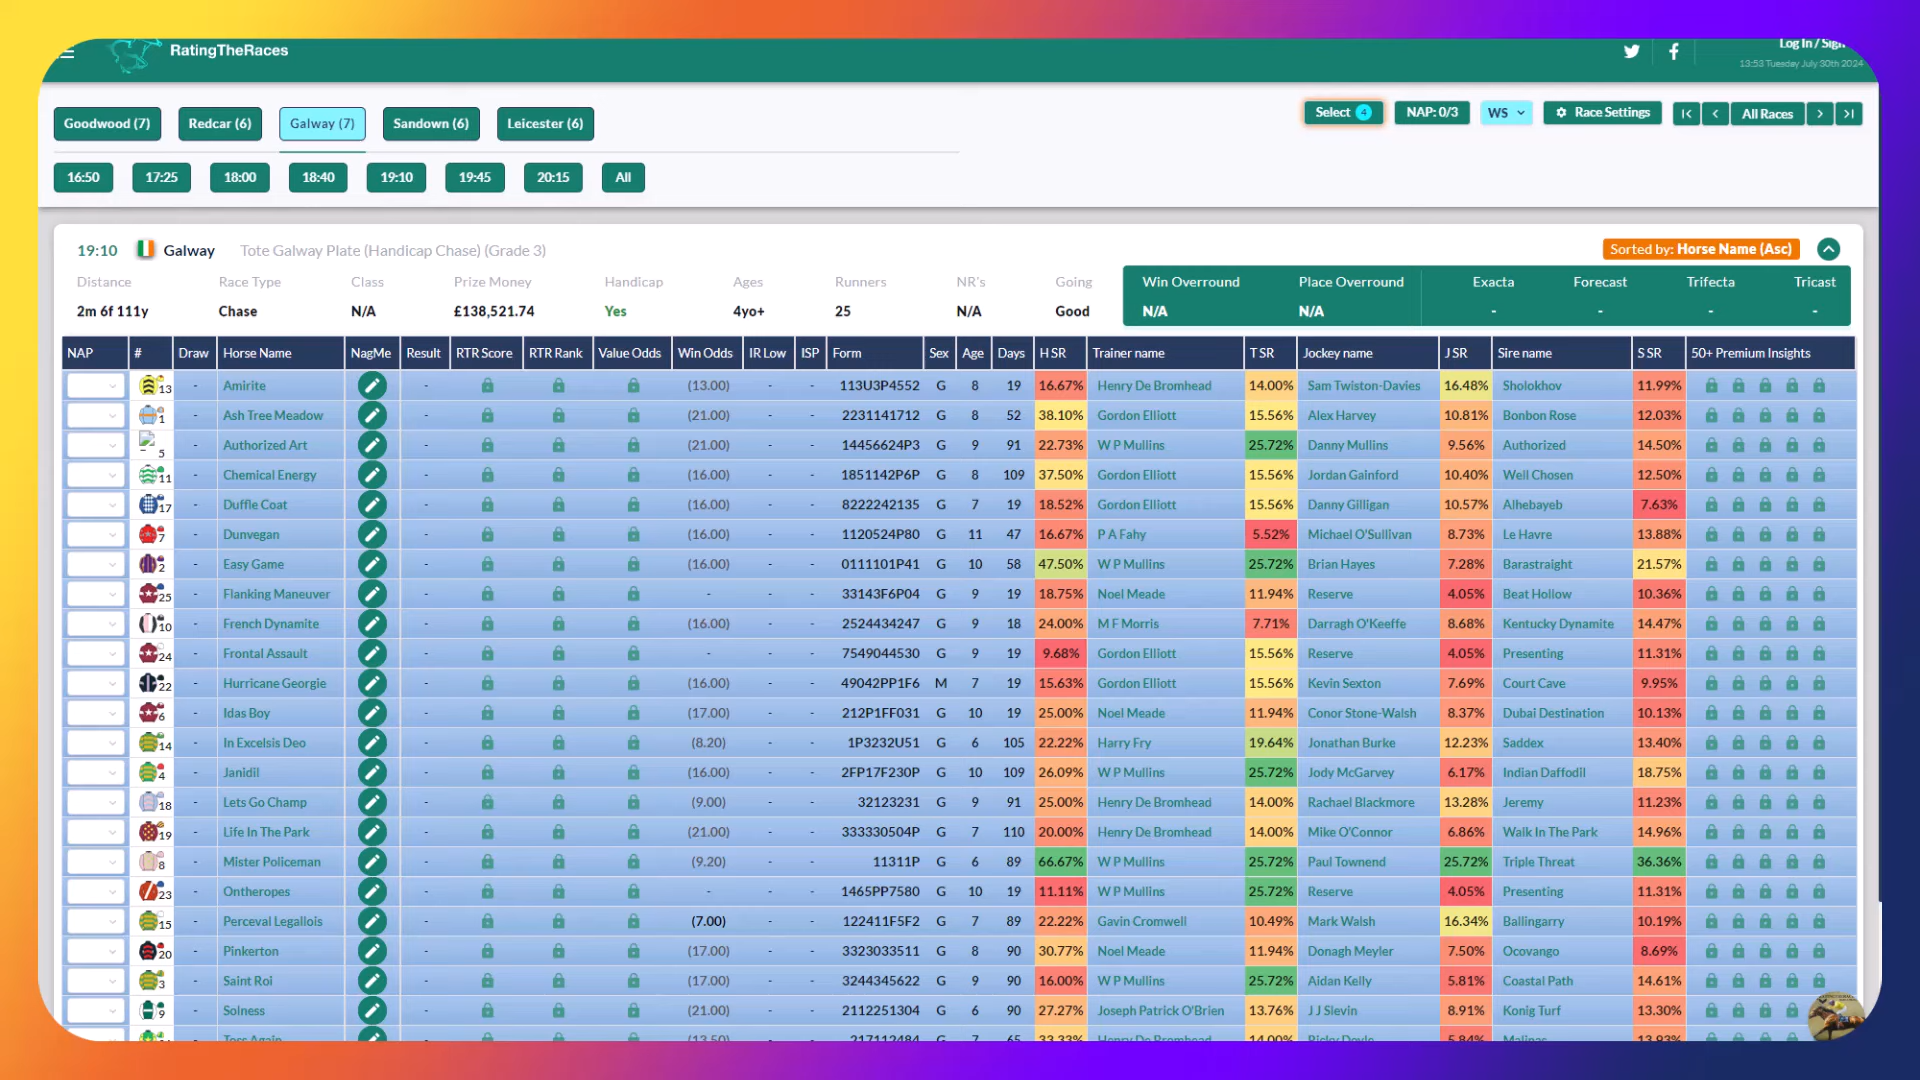 RatingTheRaces
Log In / Sign
13:53 Tuesday July 30th 2024
Goodwood (7) Redcar (6) Galway (7) Sandown (6) Leicester (6)
Select 4 NAP: 0/3 WS Race Settings All Races
16:50 17:25 18:00 18:40 19:10 19:45 20:15 All
19:10 Galway Tote Galway Plate (Handicap Chase) (Grade 3) Sorted by: Horse Name (Asc)
Distance Race Type Class Prize Money Handicap Ages Runners NR's Going Win Overround Place Overround Exacta Forecast Trifecta Tricast
2m 6f 111y Chase N/A £138,521.74 Yes 4yo+ 25 N/A Good N/A N/A - - - -
NAP # Draw Horse Name NagMe Result RTR Score RTR Rank Value Odds Win Odds IR Low ISP Form Sex Age Days H SR Trainer name T SR Jockey name J SR Sire name S SR 50+ Premium Insights
13 - Amirite - (13.00) - - 113U3P4552 G 8 19 16.67% Henry De Bromhead 14.00% Sam Twiston-Davies 16.48% Sholokhov 11.99%
1 - Ash Tree Meadow - (21.00) - - 2231141712 G 8 52 38.10% Gordon Elliott 15.56% Alex Harvey 10.81% Bonbon Rose 12.03%
5 - Authorized Art - (21.00) - - 14456624P3 G 9 91 22.73% W P Mullins 25.72% Danny Mullins 9.56% Authorized 14.50%
11 - Chemical Energy - (16.00) - - 1851142P6P G 8 109 37.50% Gordon Elliott 15.56% Jordan Gainford 10.40% Well Chosen 12.50%
17 - Duffle Coat - (16.00) - - 8222242135 G 7 19 18.52% Gordon Elliott 15.56% Danny Gilligan 10.57% Alhebayeb 7.63%
7 - Dunvegan - (16.00) - - 1120524P80 G 11 47 16.67% P A Fahy 5.52% Michael O'Sullivan 8.73% Le Havre 13.88%
2 - Easy Game - (16.00) - - 0111101P41 G 10 58 47.50% W P Mullins 25.72% Brian Hayes 7.28% Barastraight 21.57%
25 - Flanking Maneuver - - - - 33143F6P04 G 9 19 18.75% Noel Meade 11.94% Reserve 4.05% Beat Hollow 10.36%
10 - French Dynamite - (16.00) - - 2524434247 G 9 18 24.00% M F Morris 7.71% Darragh O'Keeffe 8.68% Kentucky Dynamite 14.47%
24 - Frontal Assault - - - - 7549044530 G 9 19 9.68% Gordon Elliott 15.56% Reserve 4.05% Presenting 11.31%
22 - Hurricane Georgie - (16.00) - - 49042PP1F6 M 7 19 15.63% Gordon Elliott 15.56% Kevin Sexton 7.69% Court Cave 9.95%
6 - Idas Boy - (17.00) - - 212P1FF031 G 10 19 25.00% Noel Meade 11.94% Conor Stone-Walsh 8.37% Dubai Destination 10.13%
14 - In Excelsis Deo - (8.20) - - 1P3232U51 G 6 105 22.22% Harry Fry 19.64% Jonathan Burke 12.23% Saddex 13.40%
4 - Janidil - (16.00) - - 2FP17F230P G 10 109 26.09% W P Mullins 25.72% Jody McGarvey 6.17% Indian Daffodil 18.75%
18 - Lets Go Champ - (9.00) - - 32123231 G 9 91 25.00% Henry De Bromhead 14.00% Rachael Blackmore 13.28% Jeremy 11.23%
19 - Life In The Park - (21.00) - - 333330504P G 7 110 20.00% Henry De Bromhead 14.00% Mike O'Connor 6.86% Walk In The Park 14.96%
8 - Mister Policeman - (9.20) - - 11311P G 6 89 66.67% W P Mullins 25.72% Paul Townend 25.72% Triple Threat 36.36%
23 - Ontheropes - - - - 1465PP7580 G 10 19 11.11% W P Mullins 25.72% Reserve 4.05% Presenting 11.31%
15 - Perceval Legallois - (7.00) - - 122411F5F2 G 7 89 22.22% Gavin Cromwell 10.49% Mark Walsh 16.34% Ballingarry 10.19%
20 - Pinkerton - (17.00) - - 3323033511 G 8 90 30.77% Noel Meade 11.94% Donagh Meyler 7.50% Ocovango 8.69%
3 - Saint Roi - (17.00) - - 3244345622 G 9 90 16.00% W P Mullins 25.72% Aidan Kelly 5.81% Coastal Path 14.61%
9 - Solness - (21.00) - - 2112251304 G 6 90 27.27% Joseph Patrick O'Brien 13.76% J J Slevin 8.91% Konig Turf 13.30%
Toss Again (13.50) 217112484 G 7 65 33.33% Henry De Bromhead 14.00% Ricky Doyle 5.84% Malinas 13.93%